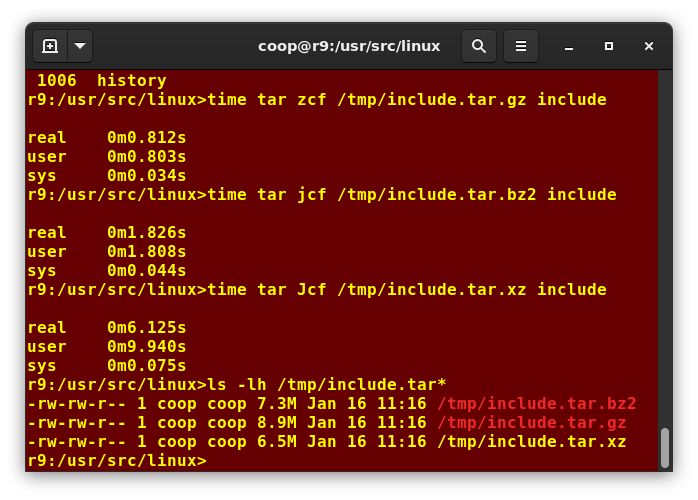 coop@r9:/usr/src/linux
1006  history
r9:/usr/src/linux>time tar zcf /tmp/include.tar.gz include
real    0m0.812s
user    0m0.803s
sys     0m0.034s
r9:/usr/src/linux>time tar jcf /tmp/include.tar.bz2 include
real    0m1.826s
user    0m1.808s
sys     0m0.044s
r9:/usr/src/linux>time tar Jcf /tmp/include.tar.xz include
real    0m6.125s
user    0m9.940s
sys     0m0.075s
r9:/usr/src/linux>ls -lh /tmp/include.tar*
-rw-rw-r-- 1 coop coop 7.3M Jan 16 11:16 /tmp/include.tar.bz2
-rw-rw-r-- 1 coop coop 8.9M Jan 16 11:16 /tmp/include.tar.gz
-rw-rw-r-- 1 coop coop 6.5M Jan 16 11:16 /tmp/include.tar.xz
r9:/usr/src/linux>